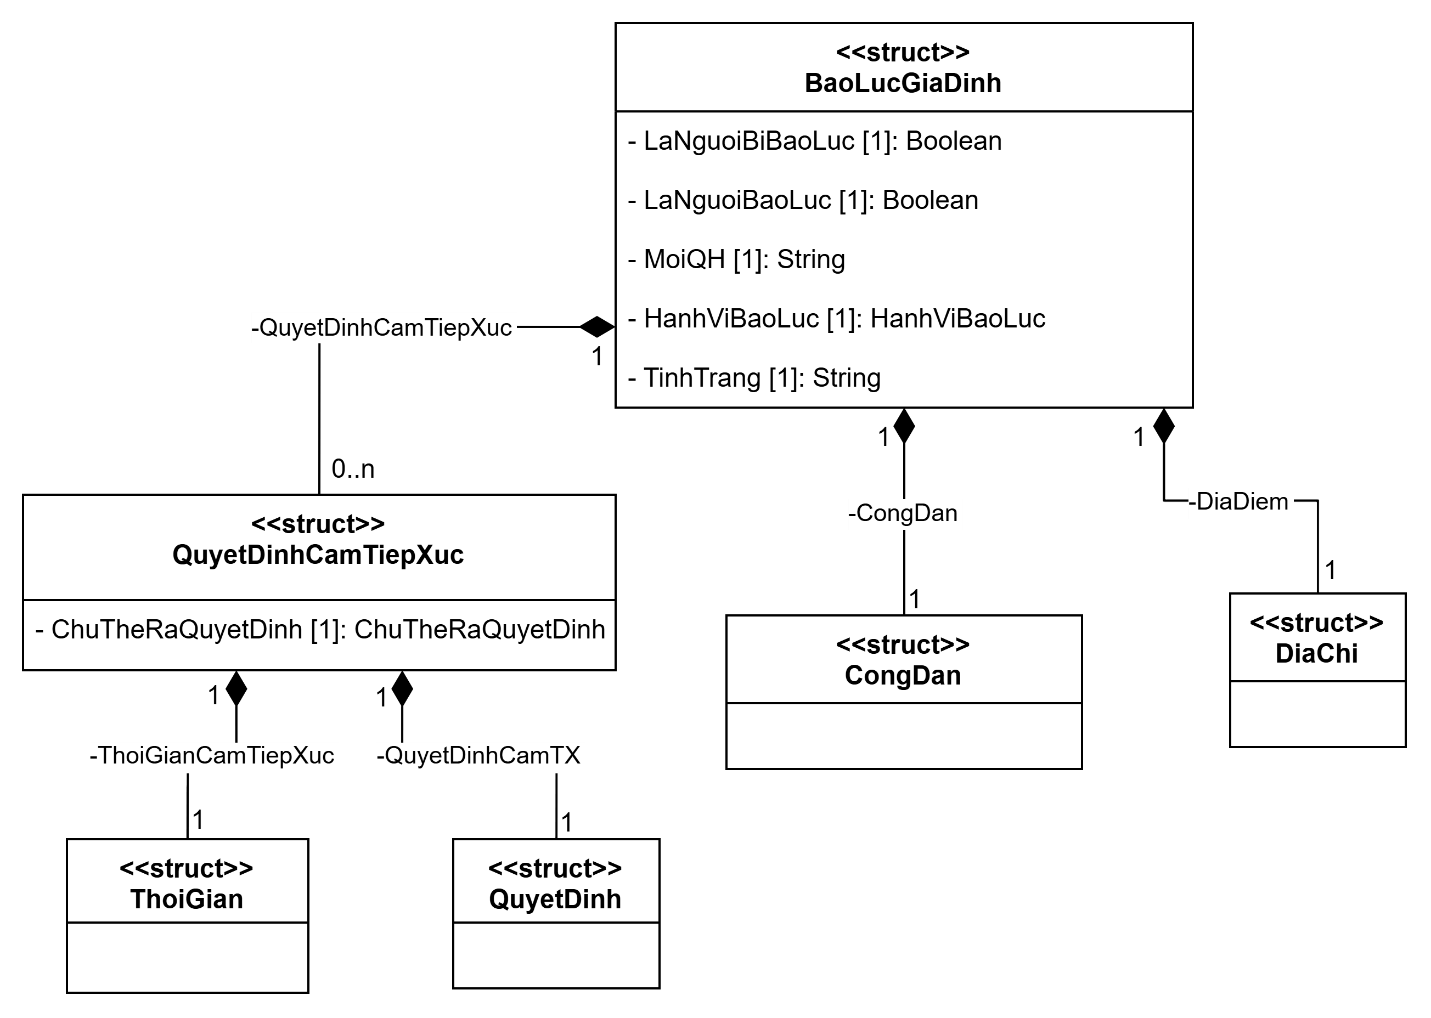 <<struct>>
BaoLucGiaDinh
- LaNguoiBiBaoLuc [1]: Boolean
- LaNguoiBaoLuc [1]: Boolean
- MoiQH [1]: String
- HanhViBaoLuc [1]: HanhViBaoLuc
- TinhTrang [1]: String
-QuyetDinhCamTiepXuc
1
0..n
<<struct>>
QuyetDinhCamTiepXuc
- ChuTheRaQuyetDinh [1]: ChuTheRaQuyetDinh
1
-CongDan
1
<<struct>>
CongDan
1
-DiaDiem
1
<<struct>>
DiaChi
1
-ThoiGianCamTiepXuc
1
<<struct>>
ThoiGian
1
-QuyetDinhCamTX
1
<<struct>>
QuyetDinh